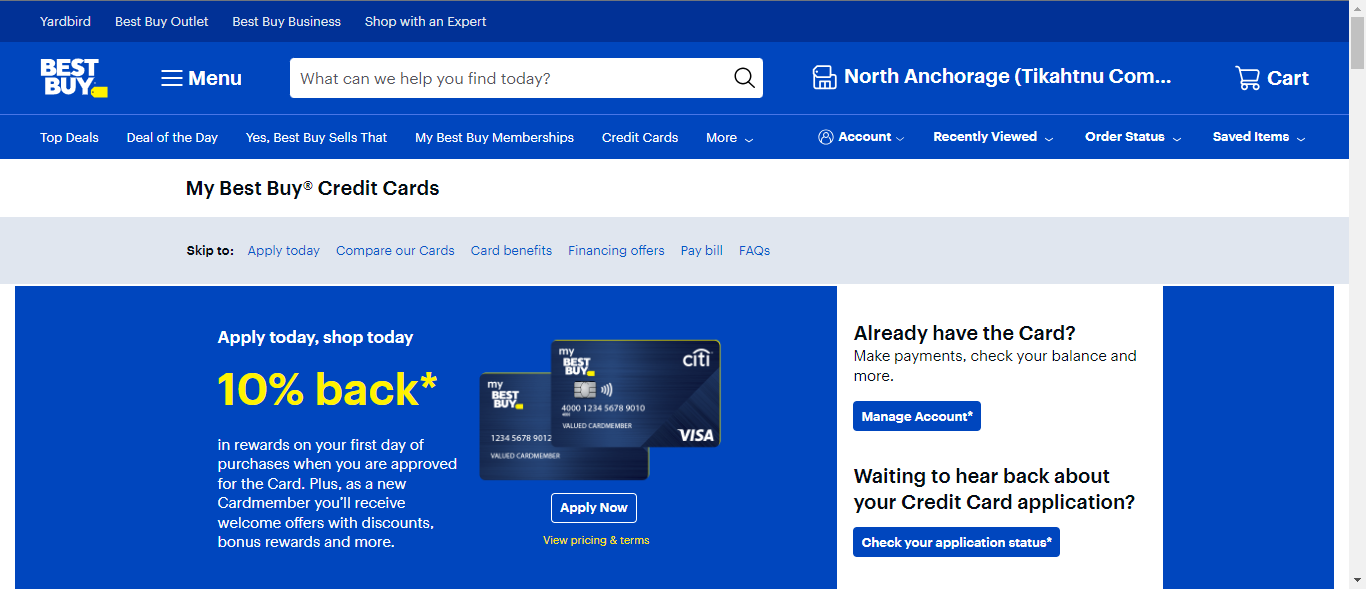 Yardbird Best Buy Outlet Best Buy Business Shop with an Expert
BEST
BUY
Menu
What can we help you find today?
North Anchorage (Tikahtnu Com...
Cart
Top Deals Deal of the Day Yes, Best Buy Sells That My Best Buy Memberships Credit Cards More
Account Recently Viewed Order Status Saved Items
My Best Buy® Credit Cards
Skip to: Apply today Compare our Cards Card benefits Financing offers Pay bill FAQs
Apply today, shop today
10% back*
in rewards on your first day of
purchases when you are approved
for the Card. Plus, as a new
Cardmember you'll receive
welcome offers with discounts,
bonus rewards and more.
my
BEST
BUY
1234 5678 9012
VALUED CARDMEMBER
my
BEST
BUY
citi
4000 1234 5678 9010
VALUED CARDMEMBER
VISA
Apply Now
View pricing & terms
Already have the Card?
Make payments, check your balance and
more.
Manage Account*
Waiting to hear back about
your Credit Card application?
Check your application status*